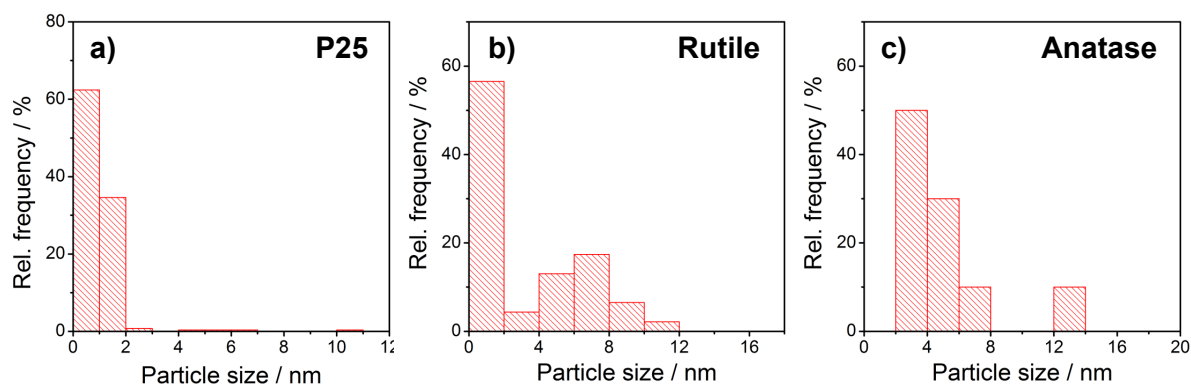 a) P25
Rel. frequency / %
80
60
40
20
0
0 2 4 6 8 10 12
Particle size / nm
b) Rutile
Rel. frequency / %
60
40
20
0
0 4 8 12 16
Particle size / nm
c) Anatase
Rel. frequency / %
60
40
20
0
0 4 8 12 16 20
Particle size / nm